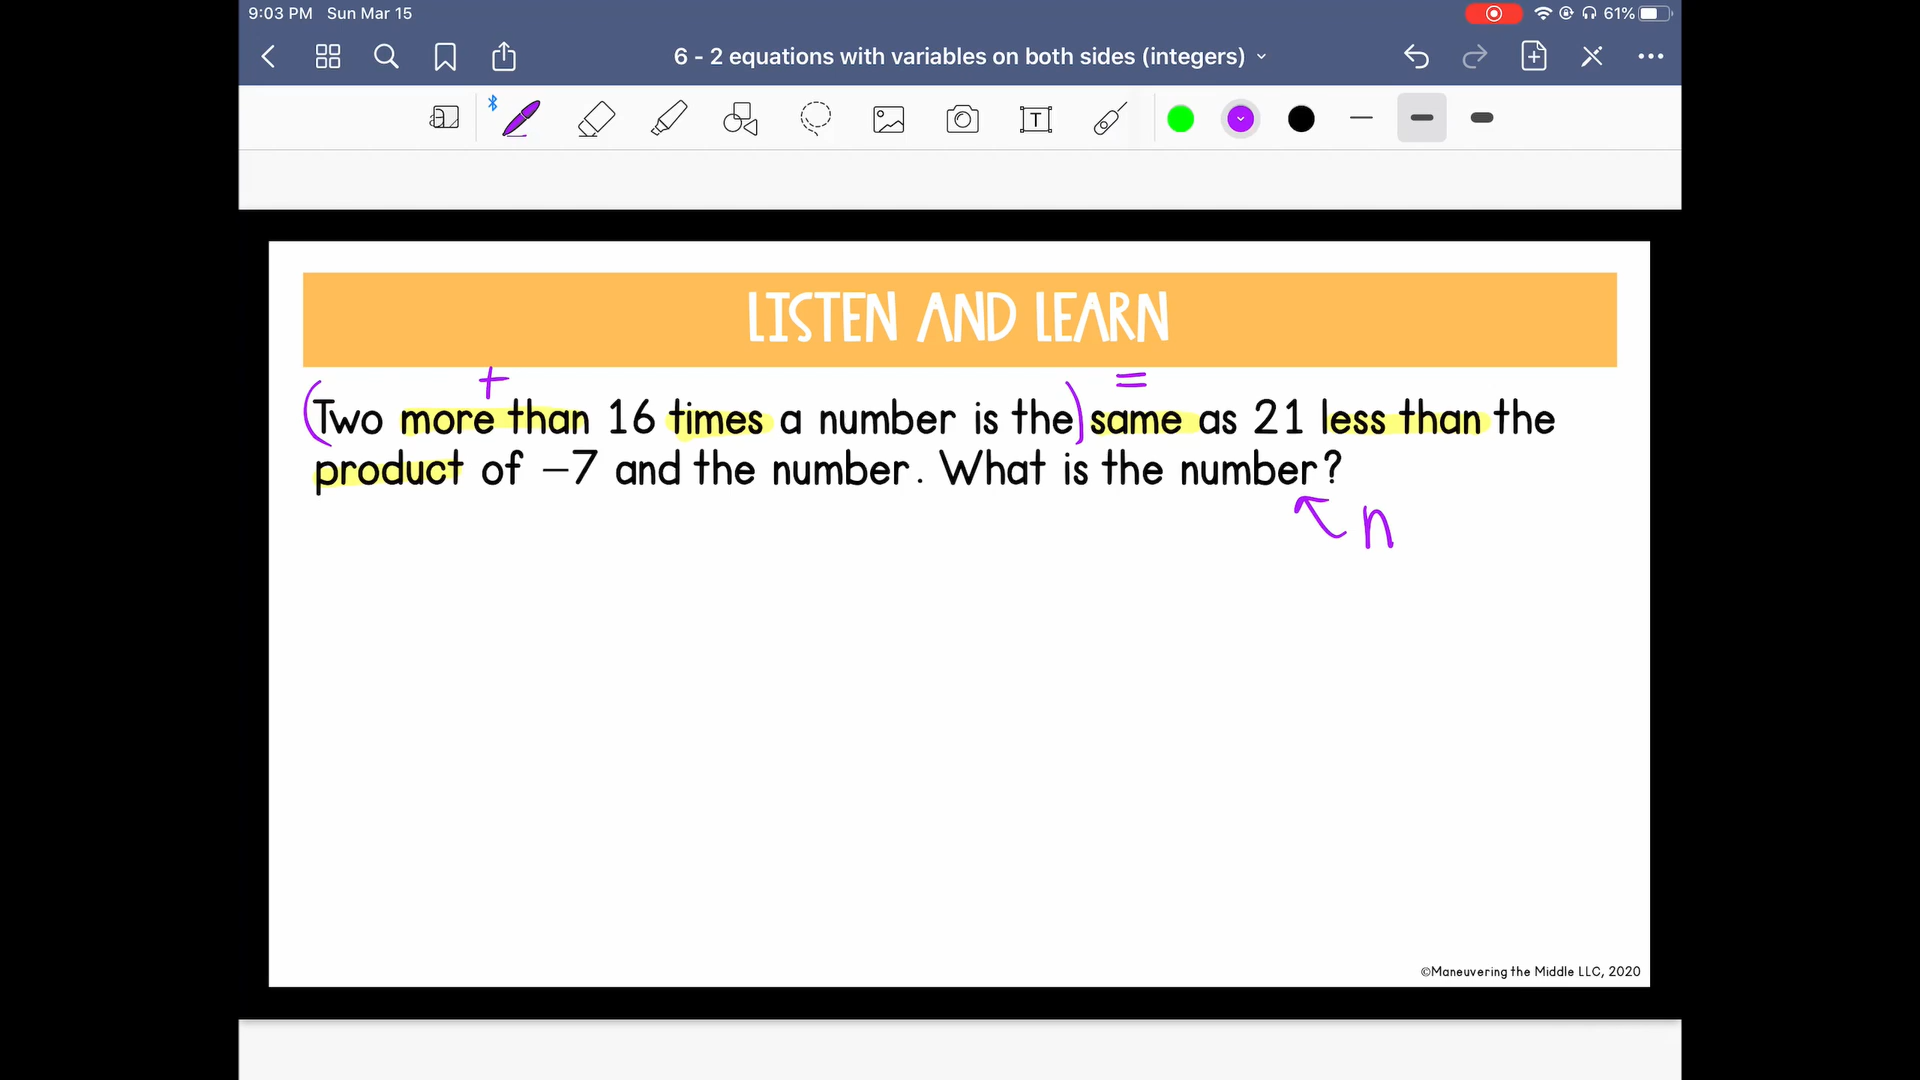 9:03 PM Sun Mar 15
61%
6 - 2 equations with variables on both sides (integers)
T
LISTEN AND LEARN
+ =
(Two more than 16 times a number is the) same as 21 less than the
product of −7 and the number. What is the number?
n
©Maneuvering the Middle LLC, 2020